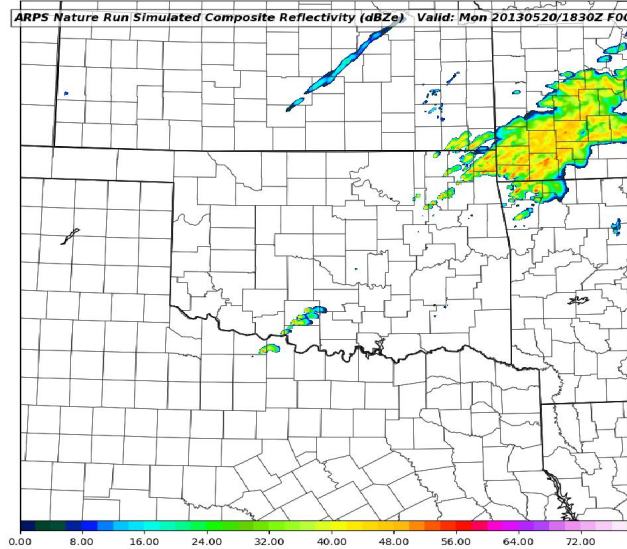 ARPS Nature Run Simulated Composite Reflectivity (dBZe) Valid: Mon 20130520/1830Z F00
0.00 8.00 16.00 24.00 32.00 40.00 48.00 56.00 64.00 72.00